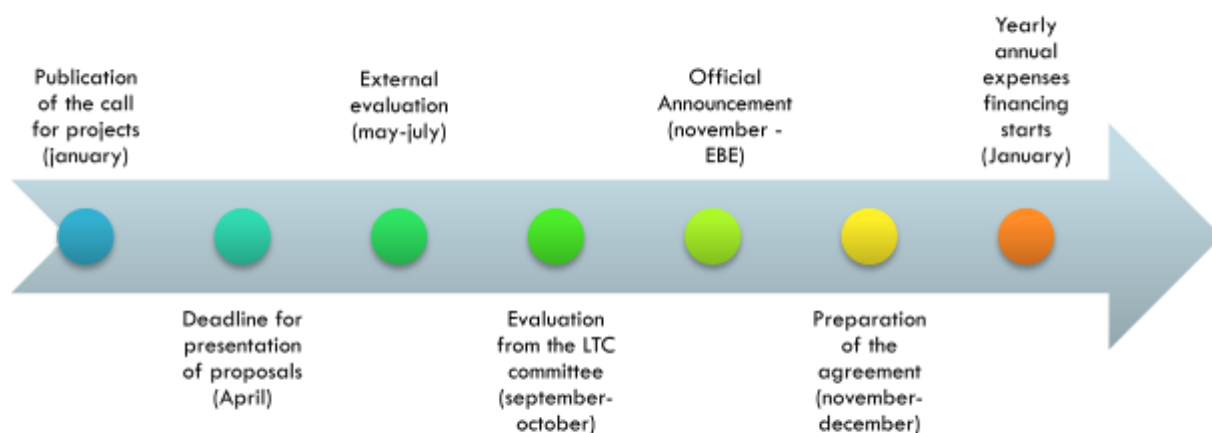 Publication
of the call
for projects
(january)
Deadline for
presentation
of proposals
(April)
External
evaluation
(may-july)
Evaluation
from the LTC
committee
(september-
october)
Official
Announcement
(november -
EBE)
Preparation
of the
agreement
(november-
december)
Yearly
annual
expenses
financing
starts
(January)